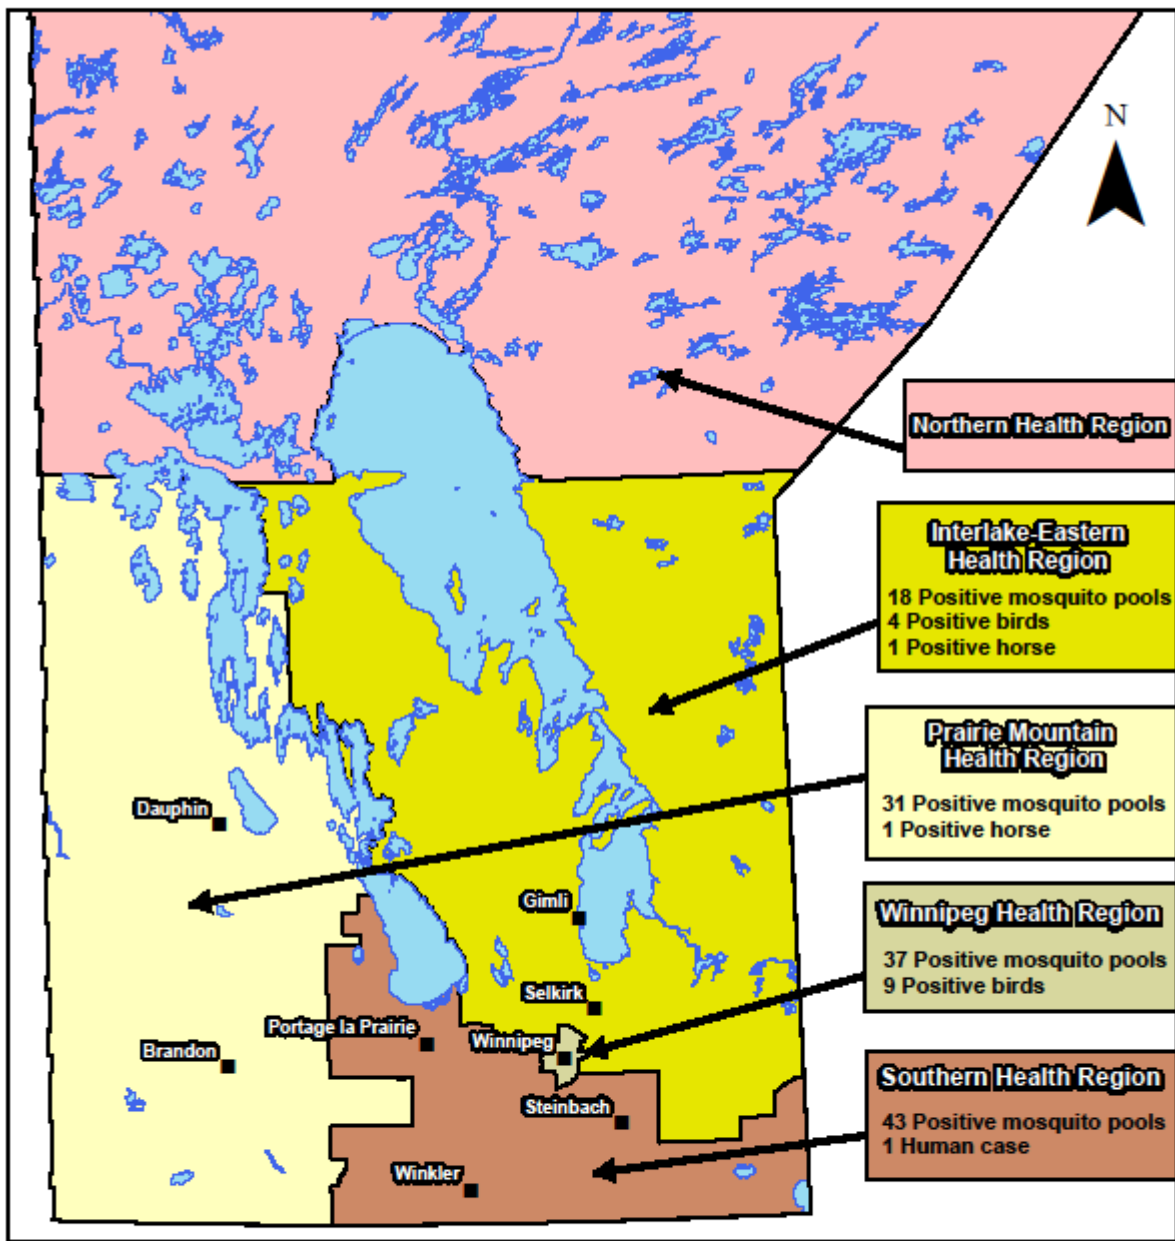 N
Northern Health Region
Interlake-Eastern
Health Region
18 Positive mosquito pools
4 Positive birds
1 Positive horse
Prairie Mountain
Health Region
31 Positive mosquito pools
1 Positive horse
Dauphin
Winnipeg Health Region
37 Positive mosquito pools
9 Positive birds
Gimli
Selkirk
Portage la Prairie
Winnipeg
Brandon
Southern Health Region
43 Positive mosquito pools
1 Human case
Steinbach
Winkler